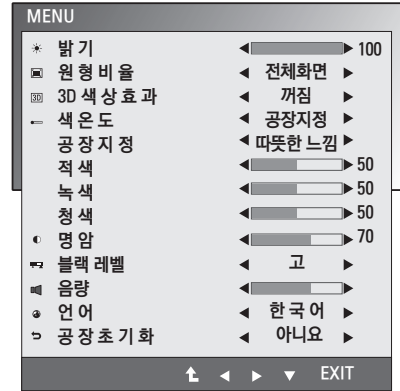 MENU
밝기 100
원형비율 전체화면
3D 3D 색상효과 꺼짐
색온도 공장지정
공장지정 따뜻한 느낌
적색 50
녹색 50
청색 50
명암 70
블랙 레벨 고
음량
언어 한국어
공장초기화 아니요
EXIT